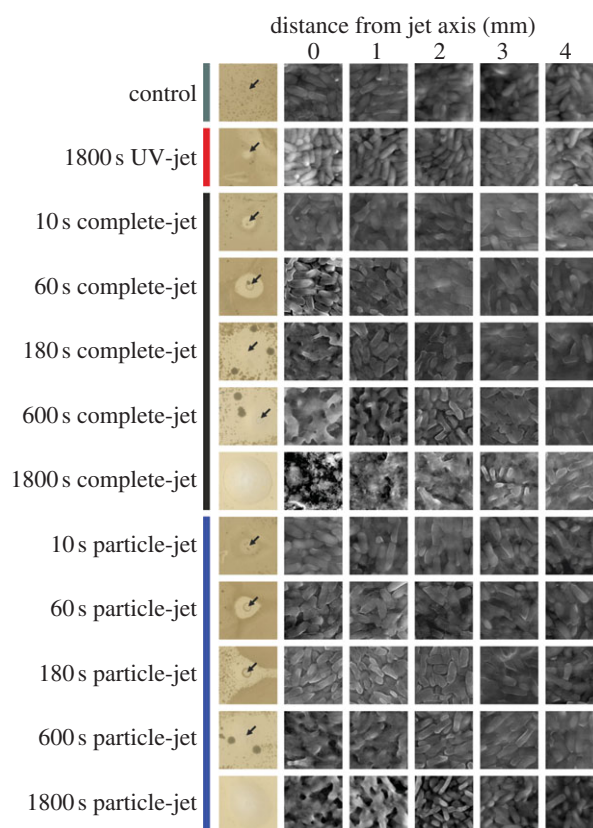 distance from jet axis (mm)
0 1 2 3 4
control
1800 s UV-jet
10 s complete-jet
60 s complete-jet
180 s complete-jet
600 s complete-jet
1800 s complete-jet
10 s particle-jet
60 s particle-jet
180 s particle-jet
600 s particle-jet
1800 s particle-jet